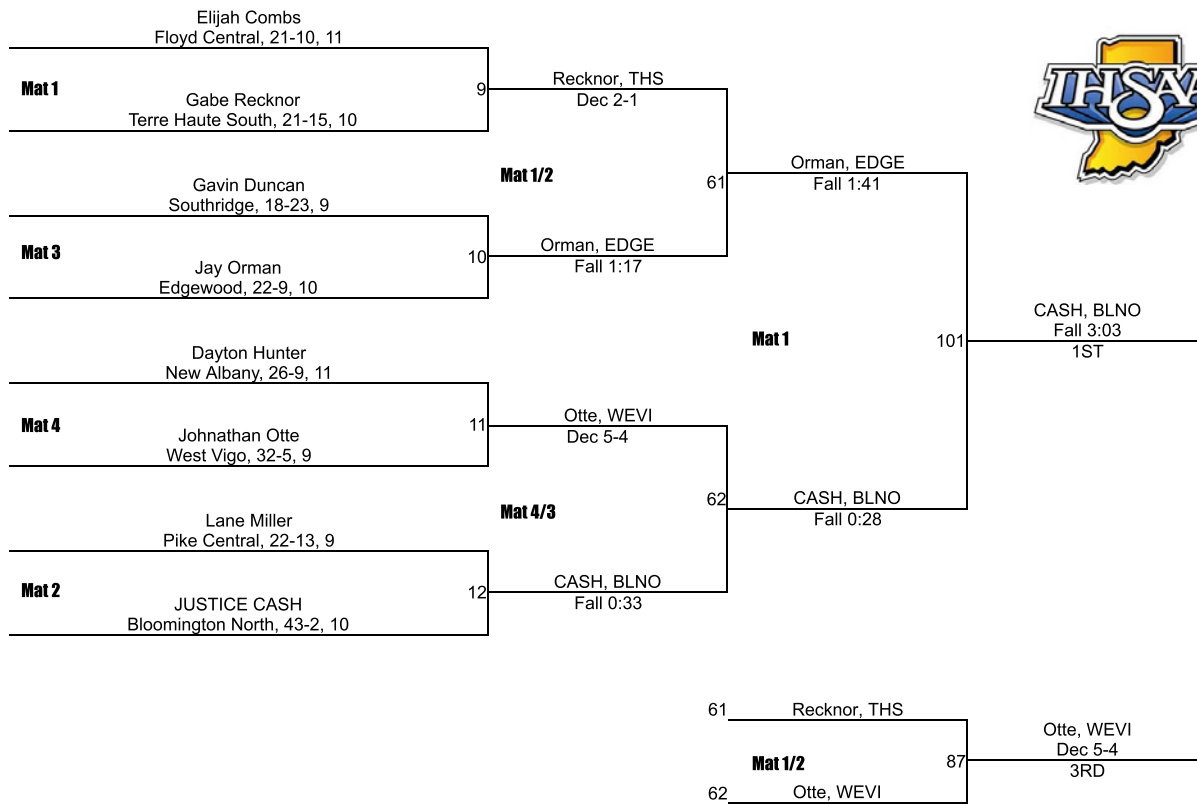 Elijah Combs
Floyd Central, 21-10, 11
Mat 1
9
Gabe Recknor
Terre Haute South, 21-15, 10
Recknor, THS
Dec 2-1
Mat 1/2
61
Gavin Duncan
Southridge, 18-23, 9
Mat 3
10
Jay Orman
Edgewood, 22-9, 10
Orman, EDGE
Fall 1:17
Orman, EDGE
Fall 1:41
IHSAA
Mat 1
101
CASH, BLNO
Fall 3:03
1ST
Dayton Hunter
New Albany, 26-9, 11
Mat 4
11
Johnathan Otte
West Vigo, 32-5, 9
Otte, WEVI
Dec 5-4
Mat 4/3
62
CASH, BLNO
Fall 0:28
Lane Miller
Pike Central, 22-13, 9
Mat 2
12
JUSTICE CASH
Bloomington North, 43-2, 10
CASH, BLNO
Fall 0:33
61
Recknor, THS
Mat 1/2
87
62
Otte, WEVI
Otte, WEVI
Dec 5-4
3RD